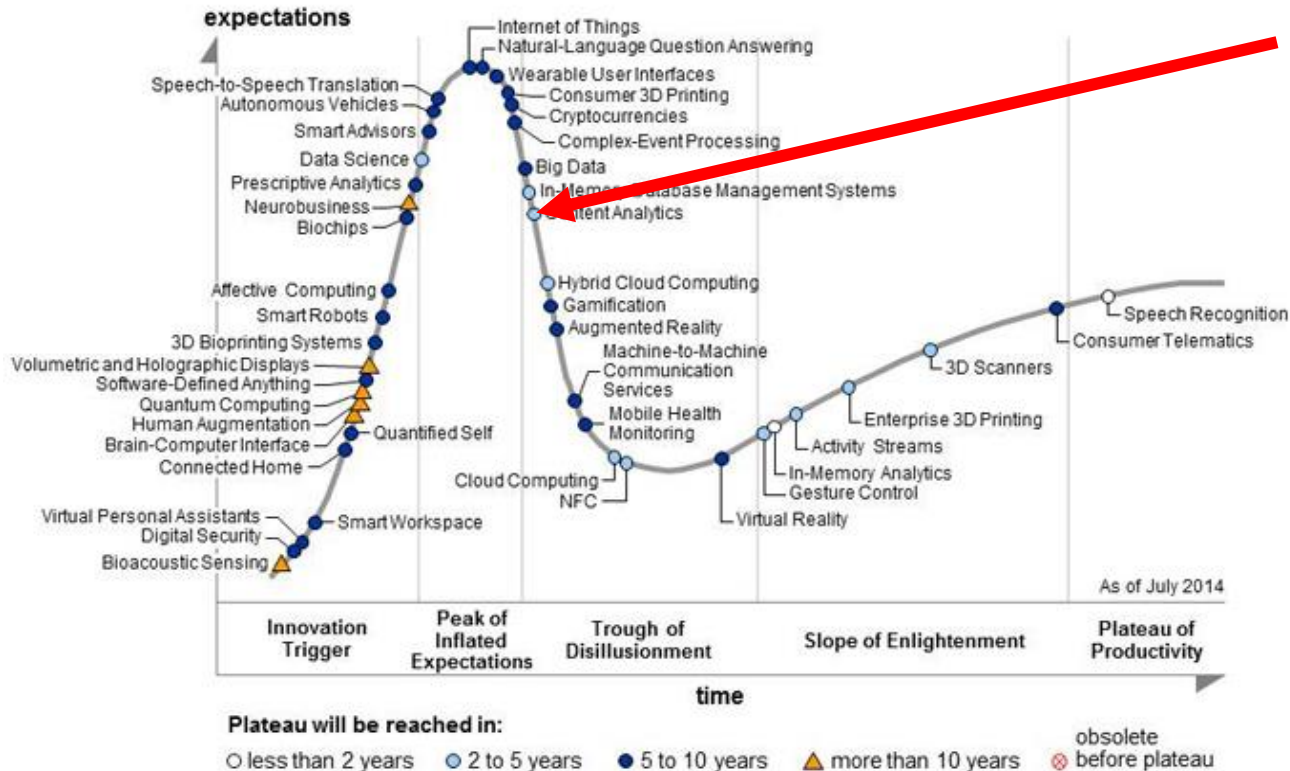 expectations
Internet of Things
Natural-Language Question Answering
Wearable User Interfaces
Speech-to-Speech Translation
Consumer 3D Printing
Autonomous Vehicles
Cryptocurrencies
Smart Advisors
Complex-Event Processing
Data Science
Big Data
Prescriptive Analytics
In-Memory Database Management Systems
Neurobusiness
Content Analytics
Biochips
Hybrid Cloud Computing
Affective Computing
Gamification
Smart Robots
Augmented Reality
3D Bioprinting Systems
Machine-to-Machine
Communication
Services
Volumetric and Holographic Displays
Software-Defined Anything
Quantum Computing
Mobile Health
Monitoring
Human Augmentation
Brain-Computer Interface
Quantified Self
Connected Home
Speech Recognition
Consumer Telematics
3D Scanners
Enterprise 3D Printing
Activity Streams
In-Memory Analytics
Gesture Control
Cloud Computing
NFC
Virtual Reality
Virtual Personal Assistants
Smart Workspace
Digital Security
Bioacoustic Sensing
As of July 2014
Innovation
Trigger
Peak of
Inflated
Expectations
Trough of
Disillusionment
Slope of Enlightenment
Plateau of
Productivity
time
Plateau will be reached in:
less than 2 years
2 to 5 years
5 to 10 years
more than 10 years
obsolete
before plateau